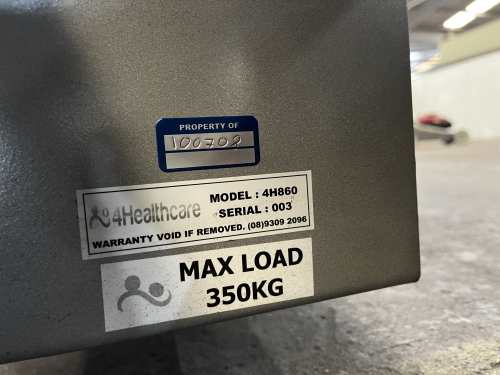 PROPERTY OF
100708
4Healthcare
MODEL : 4H860
SERIAL : 003
WARRANTY VOID IF REMOVED. (08)9309 2096
MAX LOAD
350KG